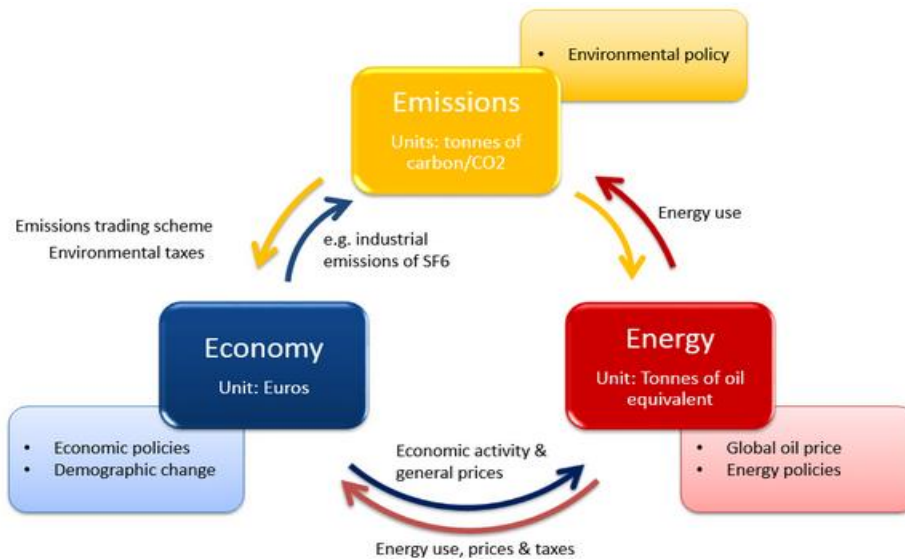 • Environmental policy
Emissions
Units: tonnes of
carbon/CO2
Emissions trading scheme
Environmental taxes
e.g. industrial
emissions of SF6
Energy use
Economy
Unit: Euros
Energy
Unit: Tonnes of oil
equivalent
• Economic policies
• Demographic change
Economic activity &
general prices
• Global oil price
• Energy policies
Energy use, prices & taxes